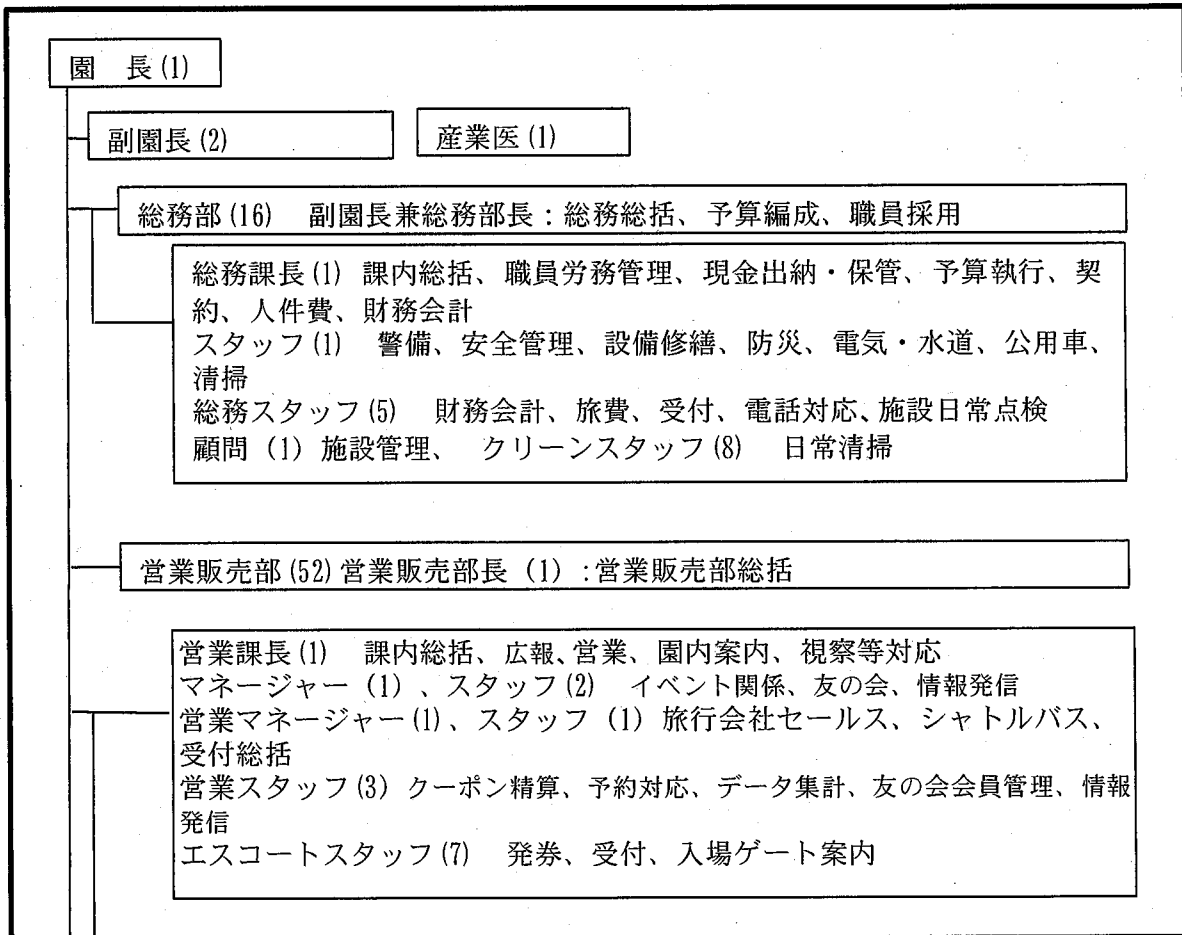 園　長(1)
副園長(2)　産業医(1)
総務部(16)　副園長兼総務部長：総務総括、予算編成、職員採用
総務課長(1) 課内総括、職員労務管理、現金出納・保管、予算執行、契
約、人件費、財務会計
スタッフ(1)　警備、安全管理、設備修繕、防災、電気・水道、公用車、
清掃
総務スタッフ(5)　財務会計、旅費、受付、電話対応、施設日常点検
顧問（1）施設管理、　クリーンスタッフ(8)　日常清掃
営業販売部(52)営業販売部長（1）:営業販売部総括
営業課長(1)　課内総括、広報、営業、園内案内、視察等対応
マネージャー（1）、スタッフ(2)　イベント関係、友の会、情報発信
営業マネージャー(1)、スタッフ（1）旅行会社セールス、シャトルバス、
受付総括
営業スタッフ(3) クーポン精算、予約対応、データ集計、友の会会員管理、情報
発信
エスコートスタッフ(7)　発券、受付、入場ゲート案内